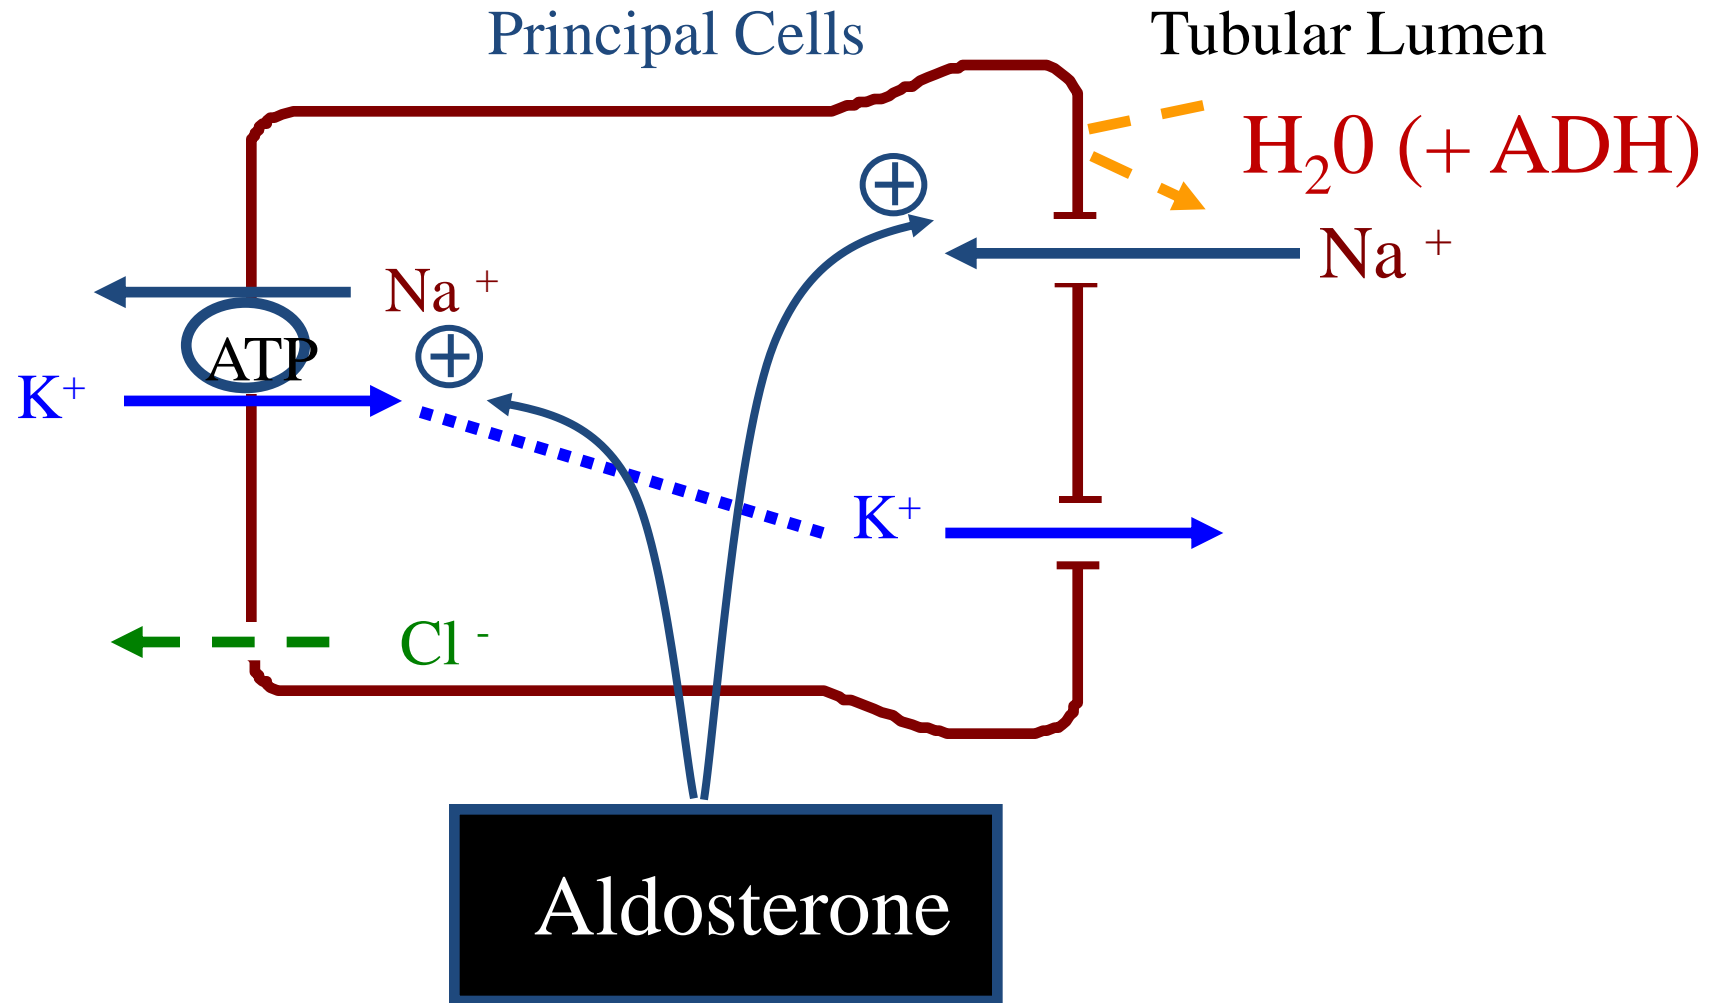 Principal Cells
Tubular Lumen
H₂0 (+ ADH)
Na ⁺
Na ⁺
ATP
K⁺
K⁺
Cl ⁻
Aldosterone